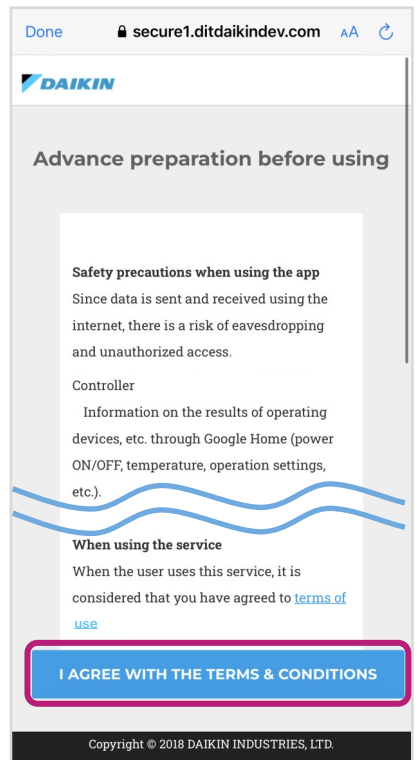 Done
secure1.ditdaikindev.com
AA
DAIKIN
Advance preparation before using
Safety precautions when using the app
Since data is sent and received using the
internet, there is a risk of eavesdropping
and unauthorized access.
Controller
Information on the results of operating
devices, etc. through Google Home (power
ON/OFF, temperature, operation settings,
etc.).
When using the service
When the user uses this service, it is
considered that you have agreed to terms of
use
I AGREE WITH THE TERMS & CONDITIONS
Copyright © 2018 DAIKIN INDUSTRIES, LTD.